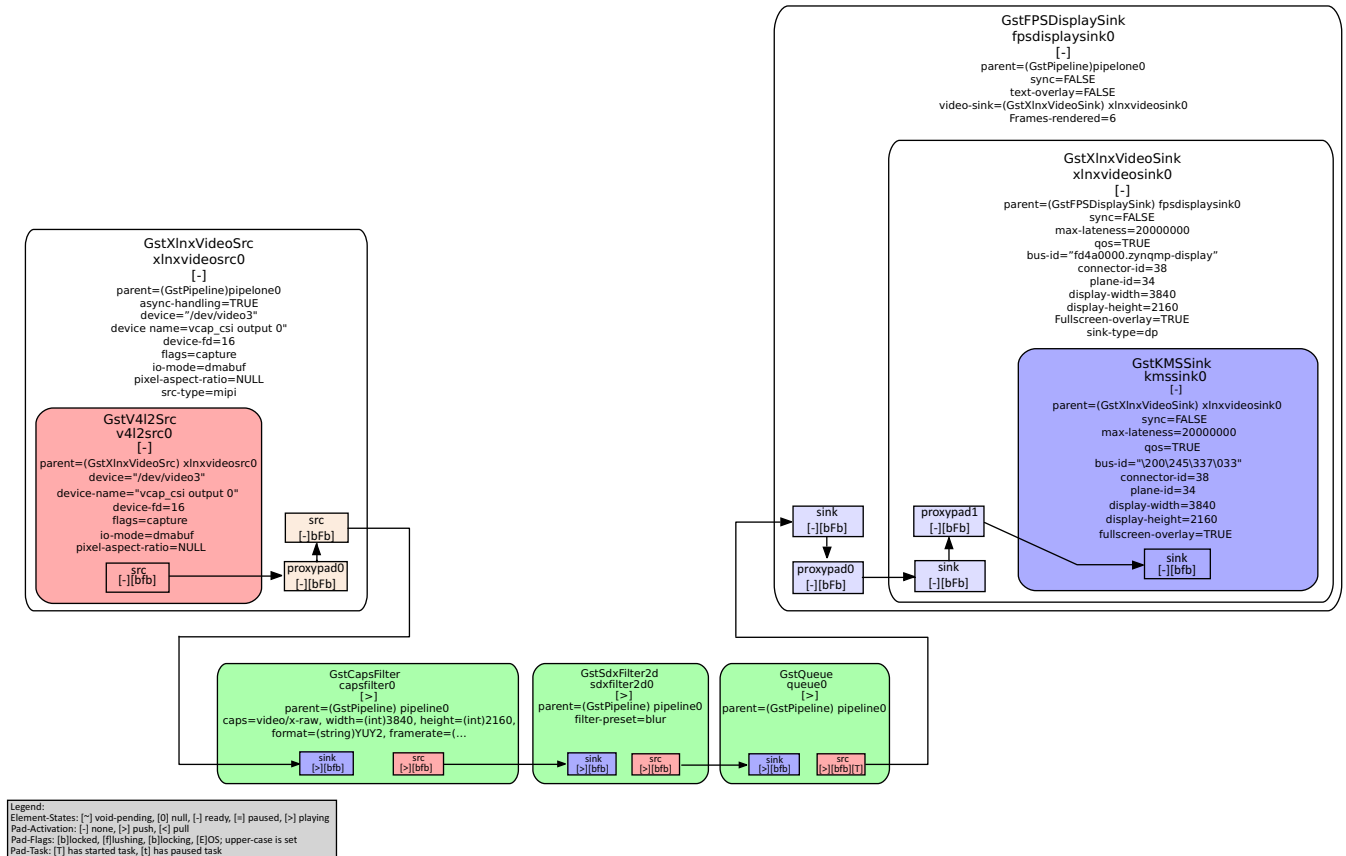 GstFPSDisplaySink
fpsdisplaysink0
[-]
parent=(GstPipeline)pipelone0
sync=FALSE
text-overlay=FALSE
video-sink=(GstXlnxVideoSink) xlnxvideosink0
Frames-rendered=6
GstXlnxVideoSink
xlnxvideosink0
[-]
parent=(GstFPSDisplaySink) fpsdisplaysink0
sync=FALSE
max-lateness=20000000
qos=TRUE
bus-id=”fd4a0000.zynqmp-display”
connector-id=38
plane-id=34
display-width=3840
display-height=2160
Fullscreen-overlay=TRUE
sink-type=dp
GstKMSSink
kmssink0
[-]
parent=(GstXlnxVideoSink) xlnxvideosink0
sync=FALSE
max-lateness=20000000
qos=TRUE
bus-id="\200\245\337\033"
connector-id=38
plane-id=34
display-width=3840
display-height=2160
fullscreen-overlay=TRUE
sink
[-][bfb]
sink
[-][bFb]
proxypad0
[-][bFb]
proxypad1
[-][bFb]
sink
[-][bFb]
GstXlnxVideoSrc
xlnxvideosrc0
[-]
parent=(GstPipeline)pipelone0
async-handling=TRUE
device=”/dev/video3"
device name=vcap_csi output 0"
device-fd=16
flags=capture
io-mode=dmabuf
pixel-aspect-ratio=NULL
src-type=mipi
GstV4l2Src
v4l2src0
[-]
parent=(GstXlnxVideoSrc) xlnxvideosrc0
device="/dev/video3"
device-name="vcap_csi output 0"
device-fd=16
flags=capture
io-mode=dmabuf
pixel-aspect-ratio=NULL
src
[-][bfb]
src
[-][bFb]
proxypad0
[-][bFb]
GstCapsFilter
capsfilter0
[>]
parent=(GstPipeline) pipeline0
caps=video/x-raw, width=(int)3840, height=(int)2160,
format=(string)YUY2, framerate=(…
sink
[>][bfb]
src
[>][bfb]
GstSdxFilter2d
sdxfilter2d0
[>]
parent=(GstPipeline) pipeline0
filter-preset=blur
sink
[>][bfb]
src
[>][bfb]
GstQueue
queue0
[>]
parent=(GstPipeline) pipeline0
sink
[>][bfb]
src
[>][bfb][T]
Legend:
Element-States: [~] void-pending, [0] null, [-] ready, [=] paused, [>] playing
Pad-Activation: [-] none, [>] push, [<] pull
Pad-Flags: [b]locked, [f]lushing, [b]locking, [E]OS; upper-case is set
Pad-Task: [T] has started task, [t] has paused task